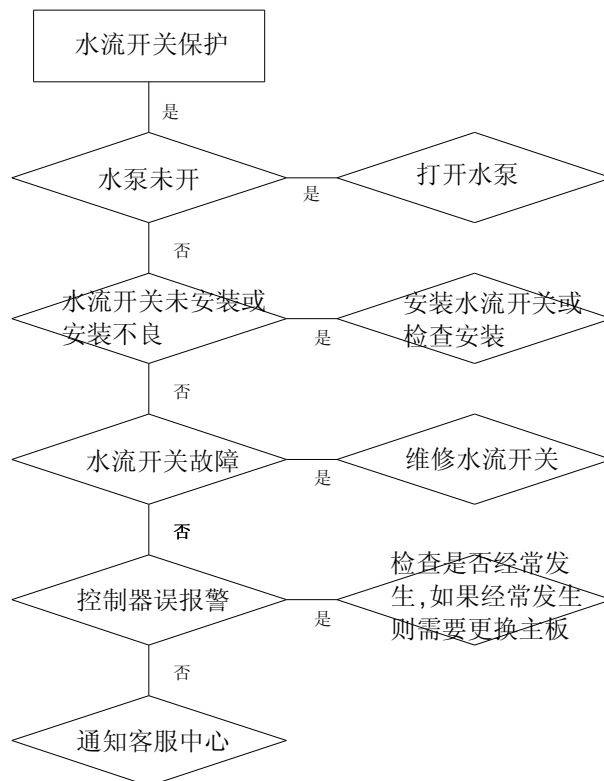 水流开关保护
是
水泵未开
是
打开水泵
否
水流开关未安装或
安装不良
是
安装水流开关或
检查安装
否
水流开关故障
是
维修水流开关
否
控制器误报警
是
检查是否经常发
生,如果经常发生
则需要更换主板
否
通知客服中心